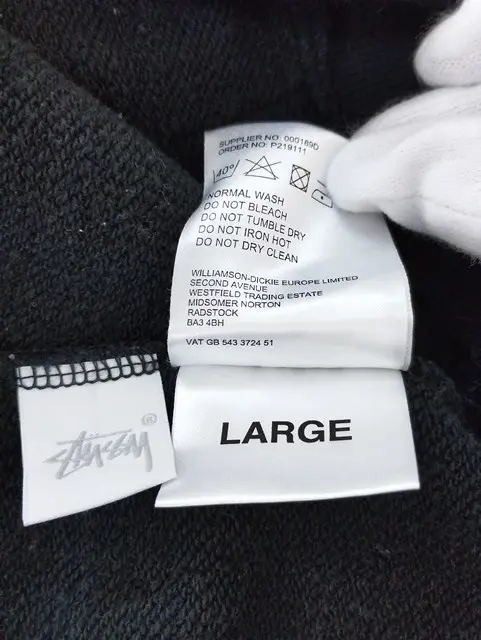 SUPPLIER NO: 000189D
ORDER NO: P219111
40°
NORMAL WASH
DO NOT BLEACH
DO NOT TUMBLE DRY
DO NOT IRON HOT
DO NOT DRY CLEAN
WILLIAMSON-DICKIE EUROPE LIMITED
SECOND AVENUE
WESTFIELD TRADING ESTATE
MIDSOMER NORTON
RADSTOCK
BA3 4BH
VAT GB 543 3724 51
Stüssy®
LARGE